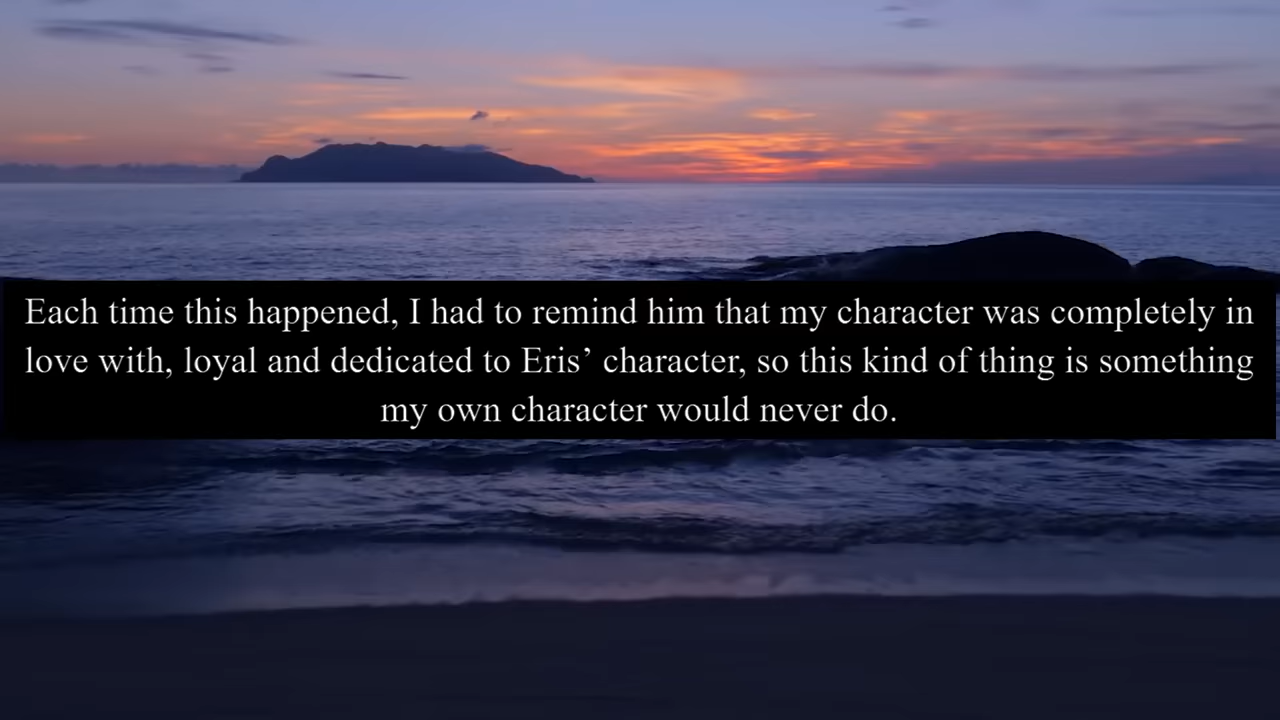 Each time this happened, I had to remind him that my character was completely in
love with, loyal and dedicated to Eris’ character, so this kind of thing is something
my own character would never do.